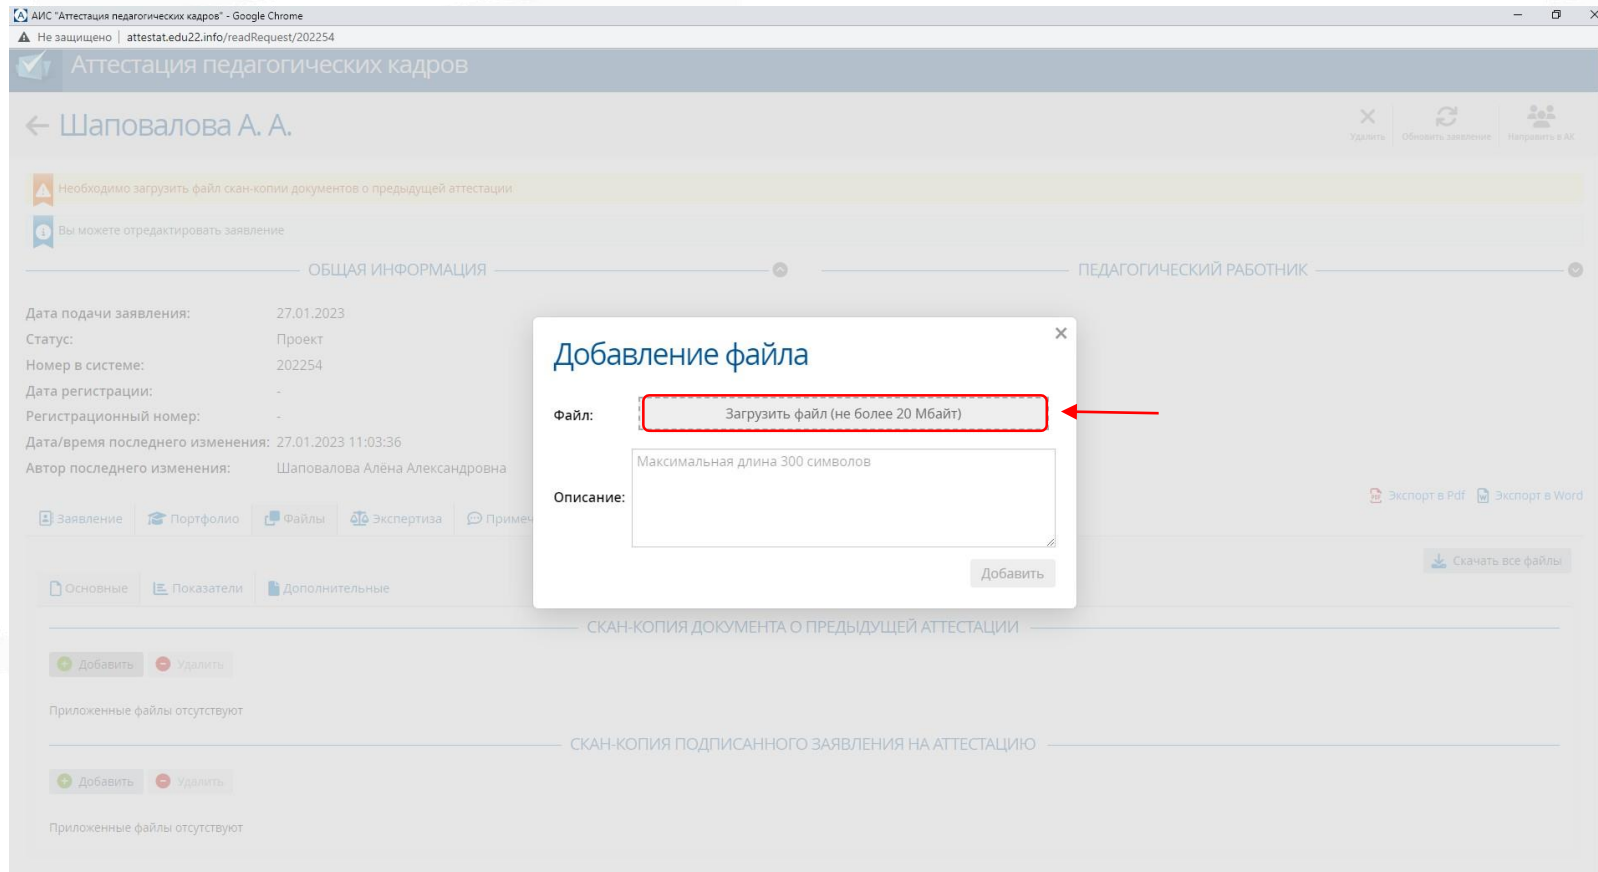 АИС "Аттестация педагогических кадров" - Google Chrome
Не защищено | attestat.edu22.info/readRequest/202254
Аттестация педагогических кадров
Шаповалова А. А.
Удалить
Обновить заявление
Направить в АК
Необходимо загрузить файл скан-копии документов о предыдущей аттестации
Вы можете отредактировать заявление
ОБЩАЯ ИНФОРМАЦИЯ
ПЕДАГОГИЧЕСКИЙ РАБОТНИК
Дата подачи заявления: 27.01.2023
Статус: Проект
Номер в системе: 202254
Дата регистрации: -
Регистрационный номер: -
Дата/время последнего изменения: 27.01.2023 11:03:36
Автор последнего изменения: Шаповалова Алёна Александровна
Добавление файла
Файл: Загрузить файл (не более 20 Мбайт)
Описание: Максимальная длина 300 символов
Добавить
Экспорт в Pdf Экспорт в Word
Заявление Портфолио Файлы Экспертиза Примеч
Скачать все файлы
Основные Показатели Дополнительные
СКАН-КОПИЯ ДОКУМЕНТА О ПРЕДЫДУЩЕЙ АТТЕСТАЦИИ
Добавить Удалить
Приложенные файлы отсутствуют
СКАН-КОПИЯ ПОДПИСАННОГО ЗАЯВЛЕНИЯ НА АТТЕСТАЦИЮ
Добавить Удалить
Приложенные файлы отсутствуют